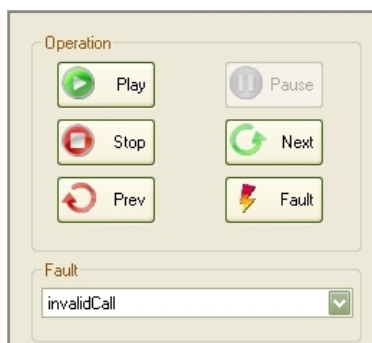 Operation
Play
Pause
Stop
Next
Prev
Fault
Fault
invalidCall